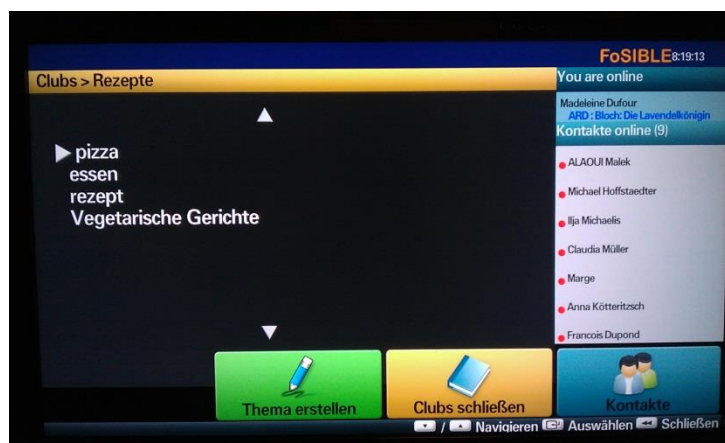 FoSIBLE 8:19:13
Clubs > Rezepte
You are online
Madeleine Dufour
ARD : Bloch: Die Lavendelkönigin
Kontakte online (9)
pizza
essen
rezept
Vegetarische Gerichte
ALAOUI Malek
Michael Hoffstaedter
Ilja Michaelis
Claudia Müller
Marge
Anna Kötteritzsch
Francois Dupond
Thema erstellen
Clubs schließen
Kontakte
/ Navigieren Auswählen Schließen